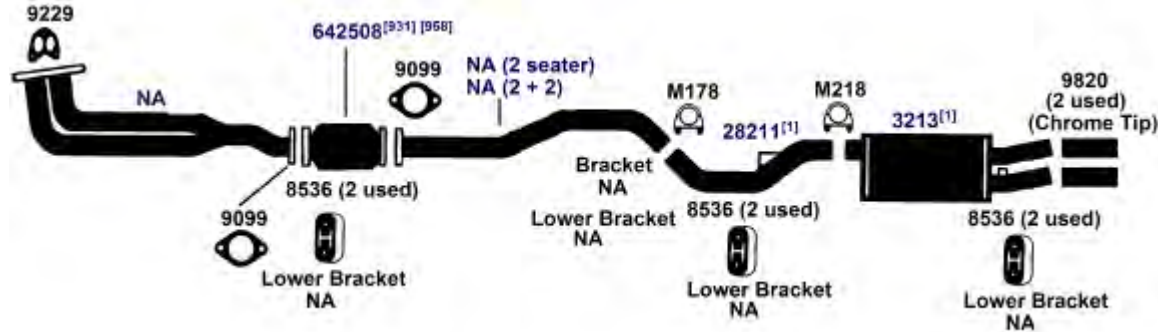 9229
NA
642508[931] [968]
9099
NA (2 seater)
NA (2 + 2)
M178
28211[1]
M218
3213[1]
9820
(2 used)
(Chrome Tip)
9099
8536 (2 used)
Lower Bracket
NA
Bracket
NA
Lower Bracket
NA
8536 (2 used)
Lower Bracket
NA
8536 (2 used)
Lower Bracket
NA